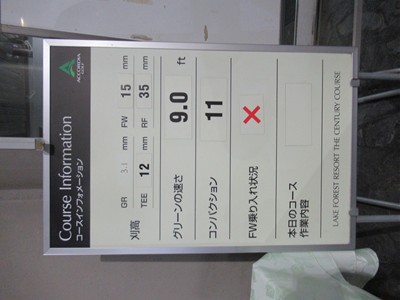 ACCORDIA
GOLF
Course Information
コースインフォメーション
刈高
GR 3.1 mm FW 15 mm
TEE 12 mm RF 35 mm
グリーンの速さ
9.0 ft
コンパクション
11
FW乗り入れ状況
×
本日のコース
作業内容
LAKE FOREST RESORT THE CENTURY COURSE